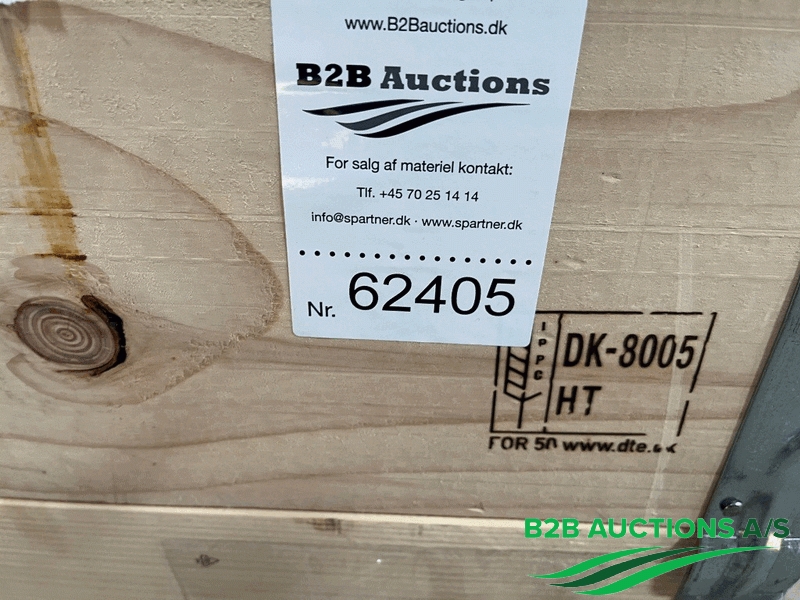 www.B2Bauctions.dk
B2B Auctions
For salg af materiel kontakt:
Tlf. +45 70 25 14 14
info@spartner.dk · www.spartner.dk
Nr. 62405
IPPC
DK-8005
HT
FOR 50 www.dte.dk
B2B AUCTIONS A/S